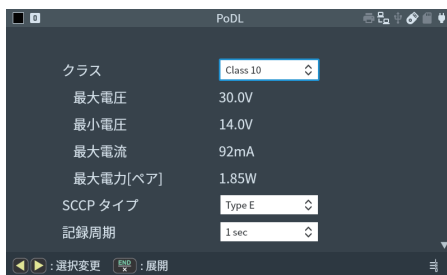 0 PoDL
クラス Class 10
最大電圧 30.0V
最小電圧 14.0V
最大電流 92mA
最大電力[ペア] 1.85W
SCCP タイプ Type E
記録周期 1 sec
:選択変更 END × :展開